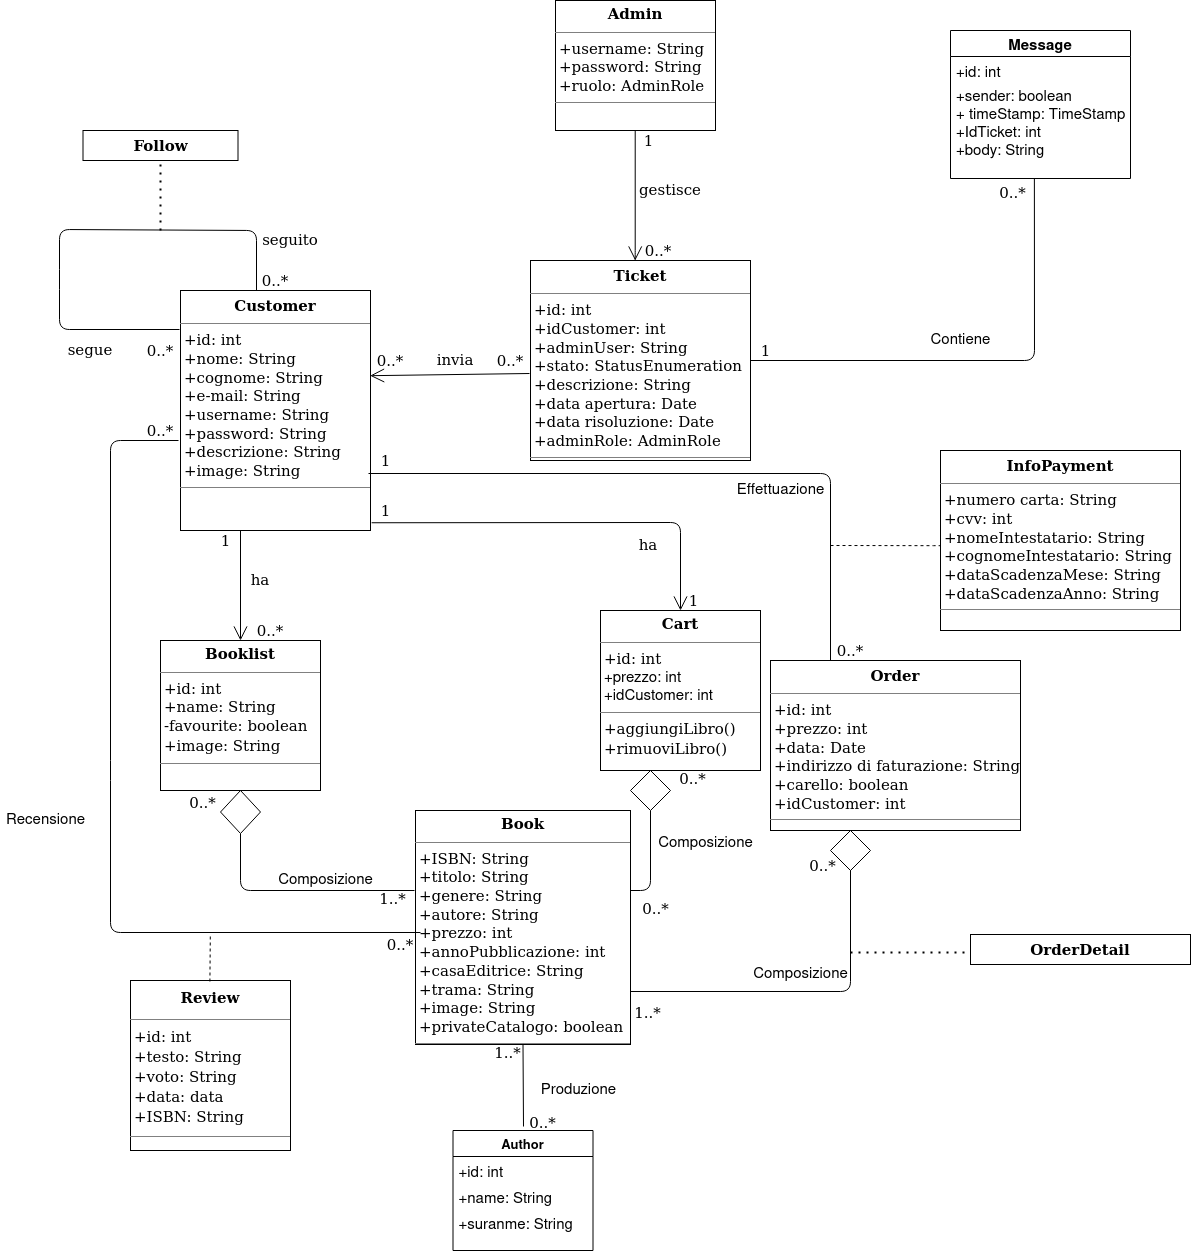 Admin
+username: String
+password: String
+ruolo: AdminRole
1
gestisce
0..*
Message
+id: int
+sender: boolean
+ timeStamp: TimeStamp
+IdTicket: int
+body: String
0..*
Contiene
1
Follow
seguito
0..*
segue
0..*
Customer
+id: int
+nome: String
+cognome: String
+e-mail: String
+username: String
+password: String
+descrizione: String
+image: String
0..*
invia
0..*
Ticket
+id: int
+idCustomer: int
+adminUser: String
+stato: StatusEnumeration
+descrizione: String
+data apertura: Date
+data risoluzione: Date
+adminRole: AdminRole
0..*
1
Effettuazione
InfoPayment
+numero carta: String
+cvv: int
+nomeIntestatario: String
+cognomeIntestatario: String
+dataScadenzaMese: String
+dataScadenzaAnno: String
1
ha
1
1
ha
0..*
0..*
Booklist
+id: int
+name: String
-favourite: boolean
+image: String
0..*
Composizione
1..*
Cart
+id: int
+prezzo: int
+idCustomer: int
+aggiungiLibro()
+rimuoviLibro()
0..*
Composizione
0..*
Order
+id: int
+prezzo: int
+data: Date
+indirizzo di faturazione: String
+carello: boolean
+idCustomer: int
0..*
Composizione
1..*
OrderDetail
Recensione
0..*
Book
+ISBN: String
+titolo: String
+genere: String
+autore: String
+prezzo: int
+annoPubblicazione: int
+casaEditrice: String
+trama: String
+image: String
+privateCatalogo: boolean
Review
+id: int
+testo: String
+voto: String
+data: data
+ISBN: String
1..*
Produzione
0..*
Author
+id: int
+name: String
+suranme: String